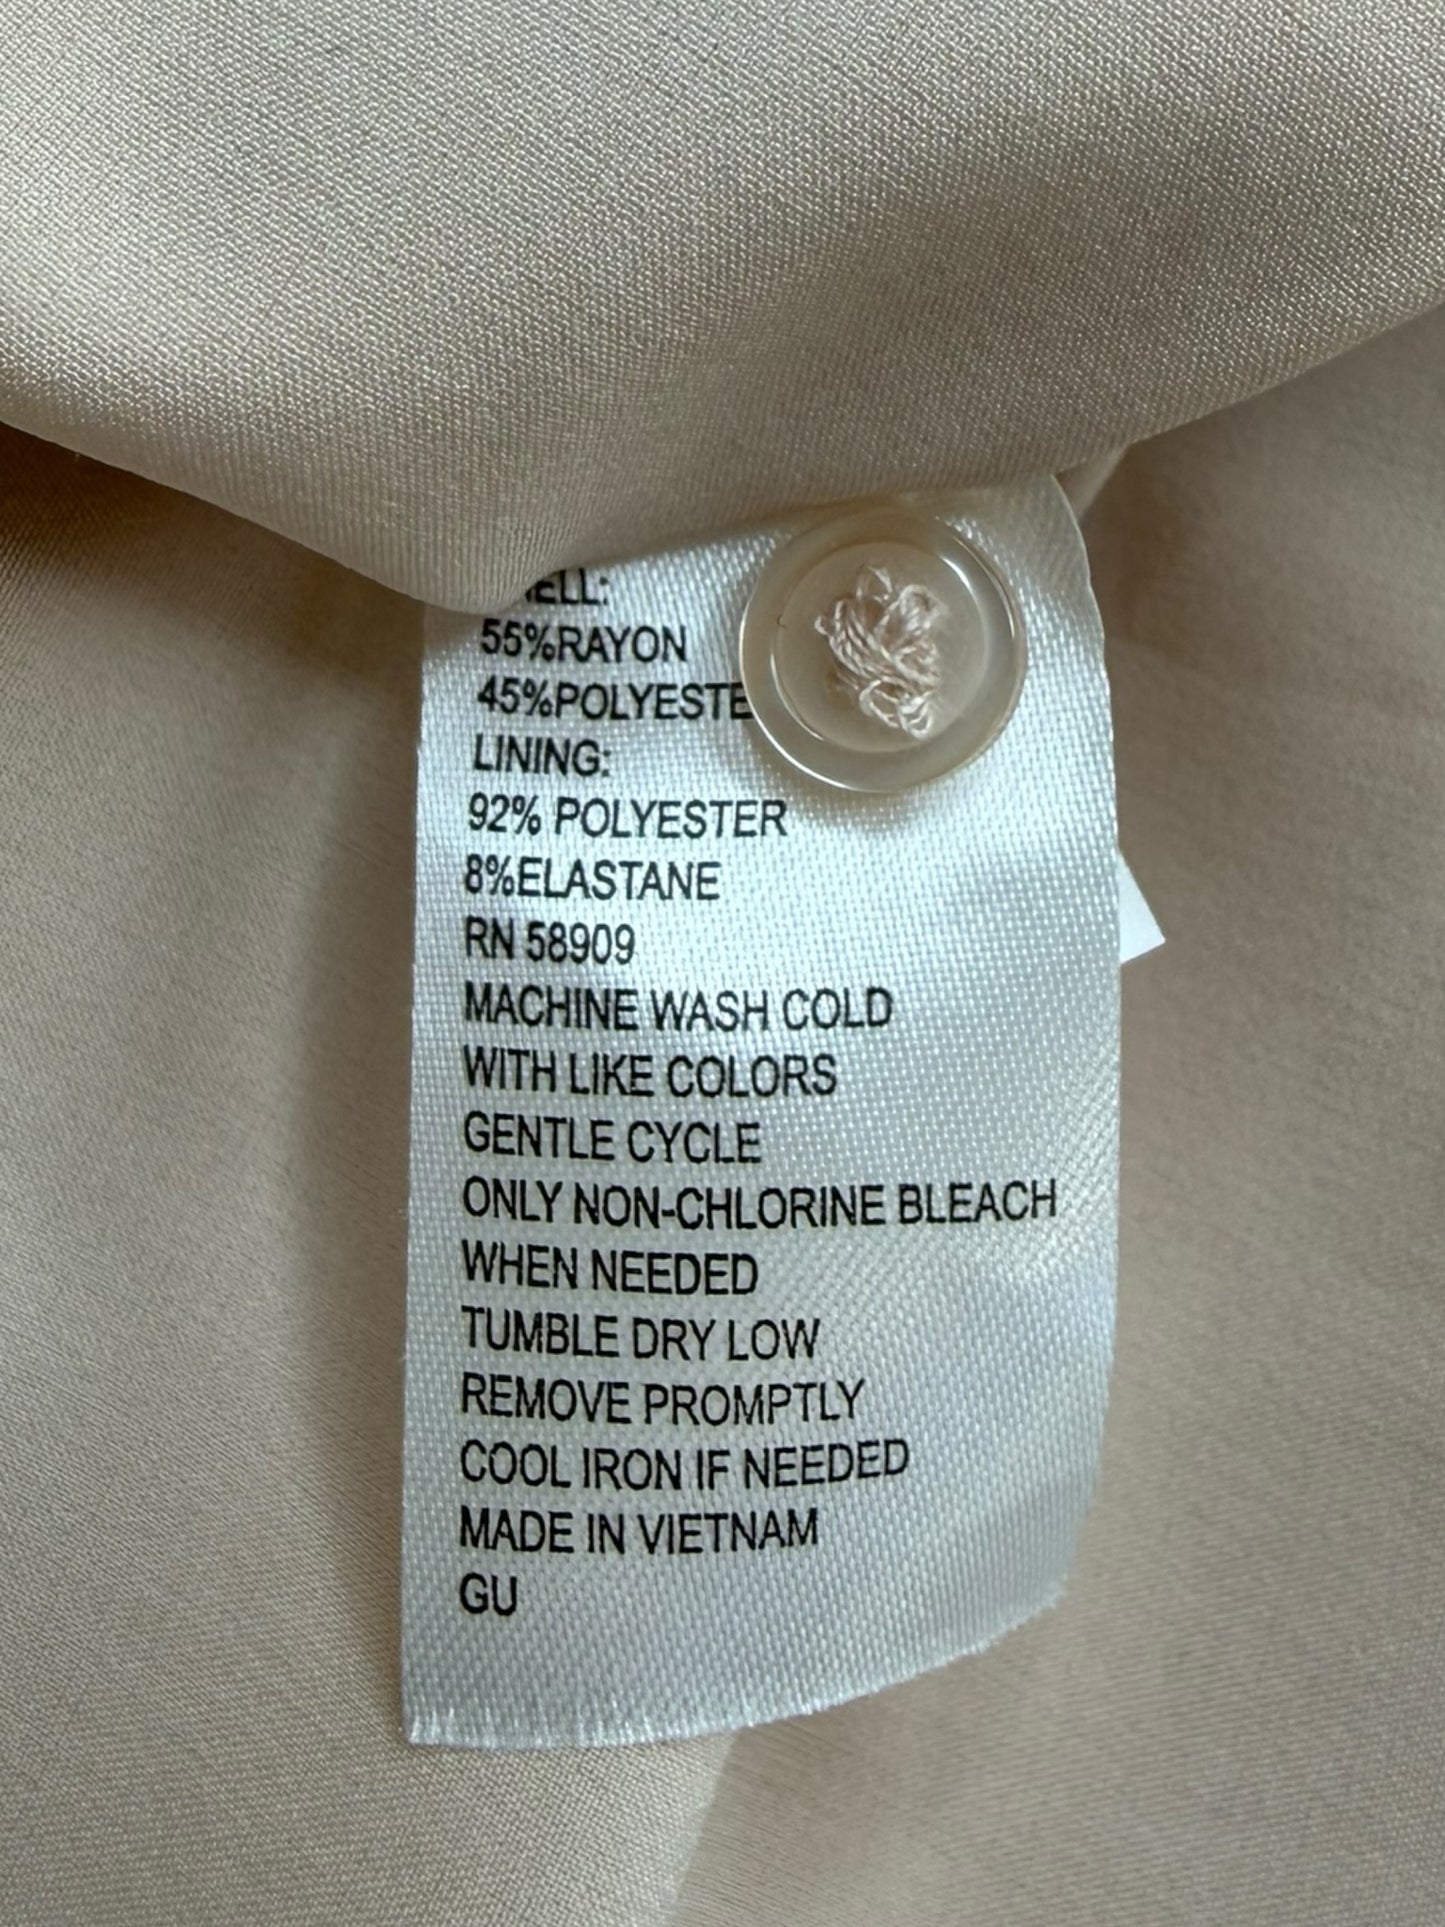 ELL:
55%RAYON
45%POLYESTE
LINING:
92% POLYESTER
8%ELASTANE
RN 58909
MACHINE WASH COLD
WITH LIKE COLORS
GENTLE CYCLE
ONLY NON-CHLORINE BLEACH
WHEN NEEDED
TUMBLE DRY LOW
REMOVE PROMPTLY
COOL IRON IF NEEDED
MADE IN VIETNAM
GU